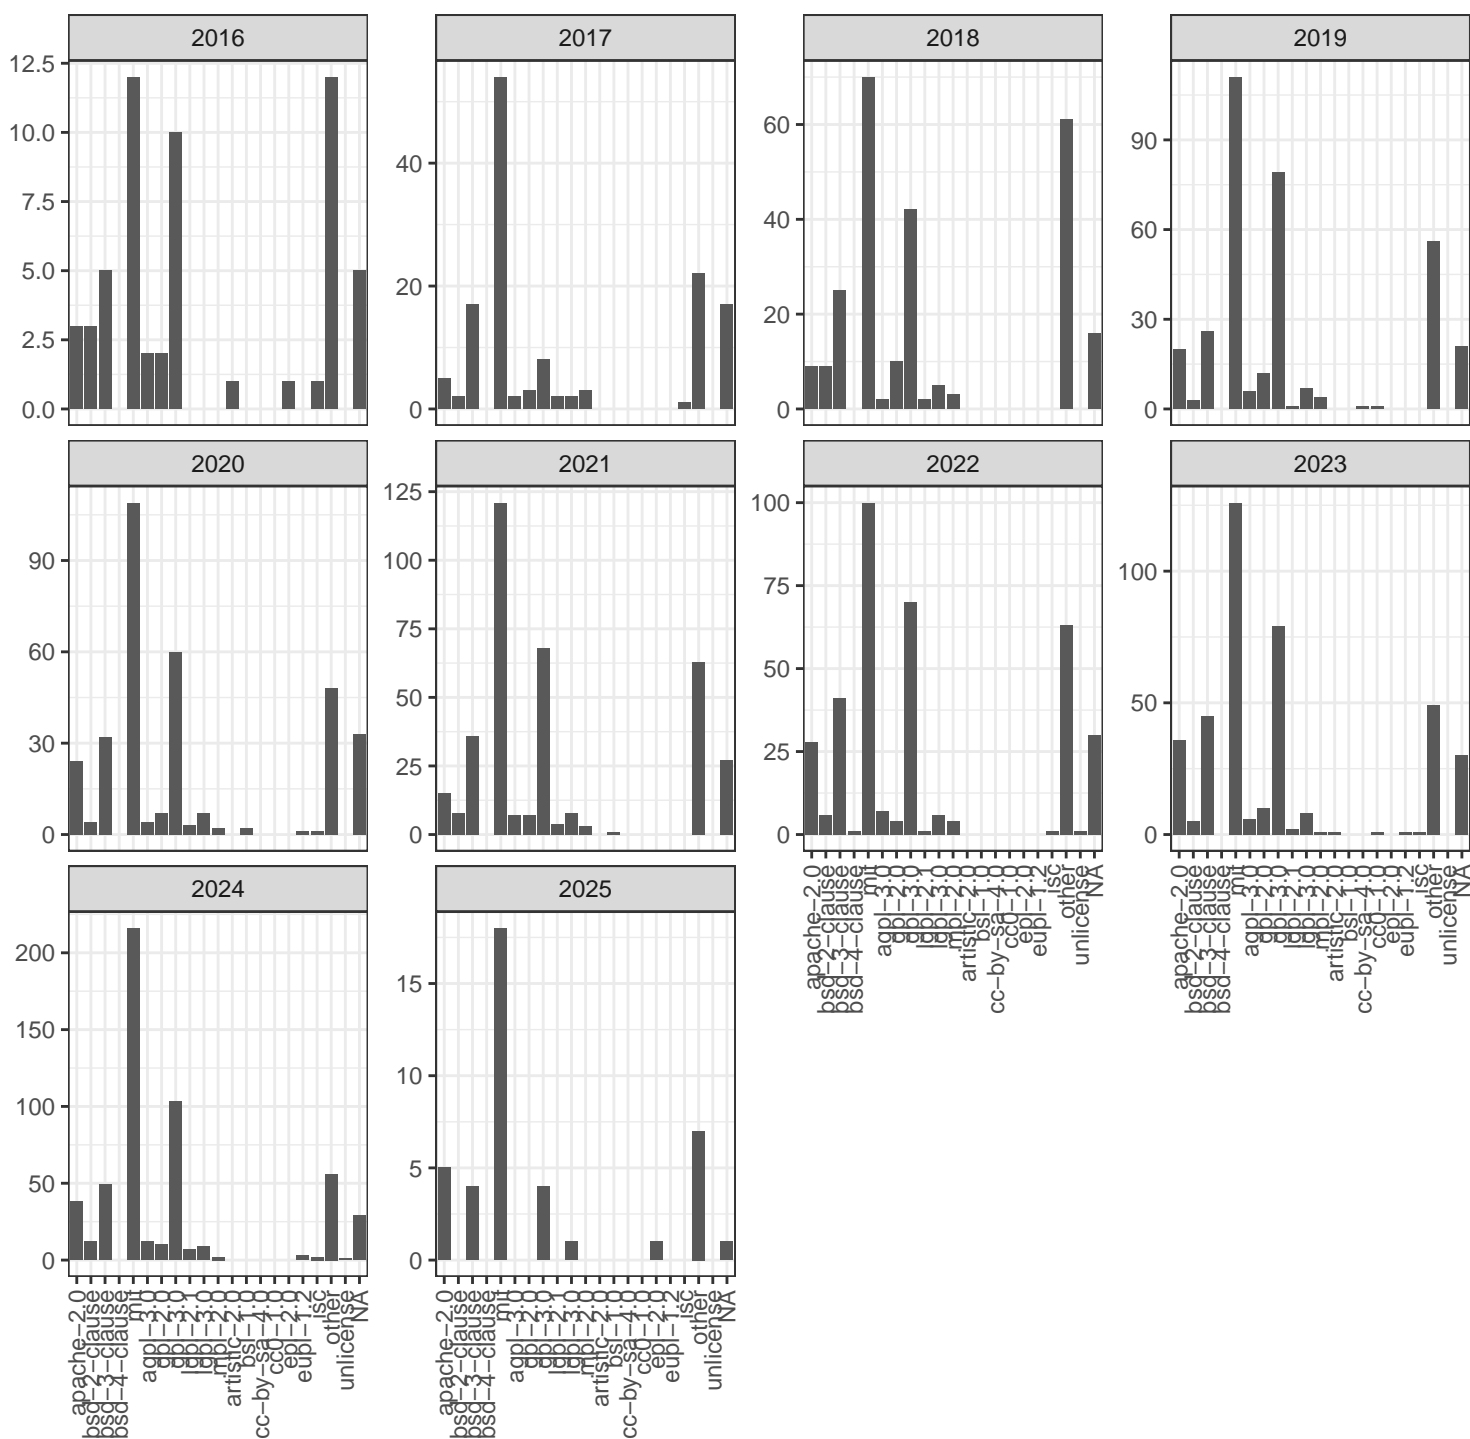 2016
2017
2018
2019
12.5
10.0
7.5
5.0
2.5
0.0
40
20
0
60
40
20
0
90
60
30
0
2020
2021
2022
2023
90
60
30
0
125
100
75
50
25
0
100
75
50
25
0
100
50
0
apache−2.0
bsd−2−clause
bsd−3−clause
bsd−4−clause
mit
agpl−3.0
gpl−2.0
gpl−3.0
lgpl−2.1
lgpl−3.0
mpl−2.0
artistic−2.0
bsl−1.0
cc−by−sa−4.0
cc0−1.0
epl−2.0
eupl−1.2
isc
other
unlicense
NA
apache−2.0
bsd−2−clause
bsd−3−clause
bsd−4−clause
mit
agpl−3.0
gpl−2.0
gpl−3.0
lgpl−2.1
lgpl−3.0
mpl−2.0
artistic−2.0
bsl−1.0
cc−by−sa−4.0
cc0−1.0
epl−2.0
eupl−1.2
isc
other
unlicense
NA
2024
2025
200
150
100
50
0
15
10
5
0
apache−2.0
bsd−2−clause
bsd−3−clause
bsd−4−clause
mit
agpl−3.0
gpl−2.0
gpl−3.0
lgpl−2.1
lgpl−3.0
mpl−2.0
artistic−2.0
bsl−1.0
cc−by−sa−4.0
cc0−1.0
epl−2.0
eupl−1.2
isc
other
unlicense
NA
apache−2.0
bsd−2−clause
bsd−3−clause
bsd−4−clause
mit
agpl−3.0
gpl−2.0
gpl−3.0
lgpl−2.1
lgpl−3.0
mpl−2.0
artistic−2.0
bsl−1.0
cc−by−sa−4.0
cc0−1.0
epl−2.0
eupl−1.2
isc
other
unlicense
NA